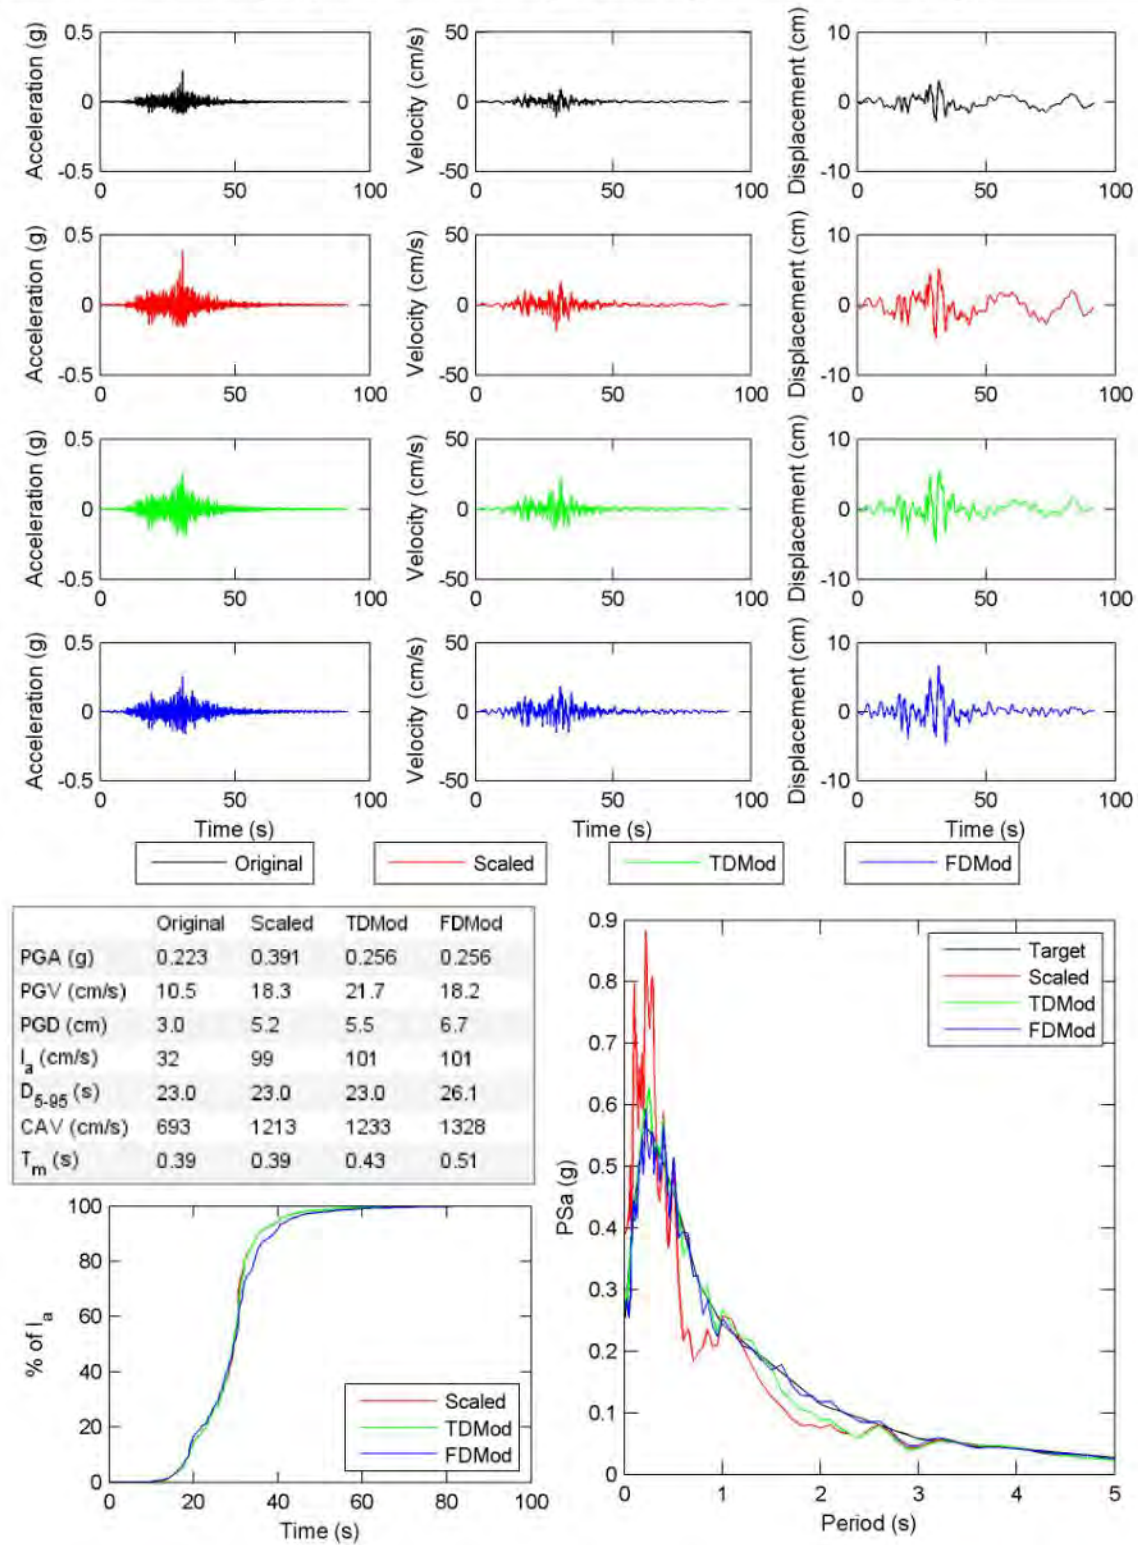 Acceleration (g)
0.5
0
-0.5
0 50 100
Velocity (cm/s)
50
0
-50
0 50 100
Displacement (cm)
10
0
-10
0 50 100
Acceleration (g)
0.5
0
-0.5
0 50 100
Velocity (cm/s)
50
0
-50
0 50 100
Displacement (cm)
10
0
-10
0 50 100
Acceleration (g)
0.5
0
-0.5
0 50 100
Velocity (cm/s)
50
0
-50
0 50 100
Displacement (cm)
10
0
-10
0 50 100
Acceleration (g)
0.5
0
-0.5
0 50 100
Time (s)
Velocity (cm/s)
50
0
-50
0 50 100
Time (s)
Displacement (cm)
10
0
-10
0 50 100
Time (s)
Original Scaled TDMod FDMod
Original Scaled TDMod FDMod
PGA (g) 0.223 0.391 0.256 0.256
PGV (cm/s) 10.5 18.3 21.7 18.2
PGD (cm) 3.0 5.2 5.5 6.7
I_a (cm/s) 32 99 101 101
D_5-95 (s) 23.0 23.0 23.0 26.1
CAV (cm/s) 693 1213 1233 1328
T_m (s) 0.39 0.39 0.43 0.51
% of I_a
100
80
60
40
20
0
0 20 40 60 80 100
Time (s)
Scaled
TDMod
FDMod
PSa (g)
0.9
0.8
0.7
0.6
0.5
0.4
0.3
0.2
0.1
0
0 1 2 3 4 5
Period (s)
Target
Scaled
TDMod
FDMod